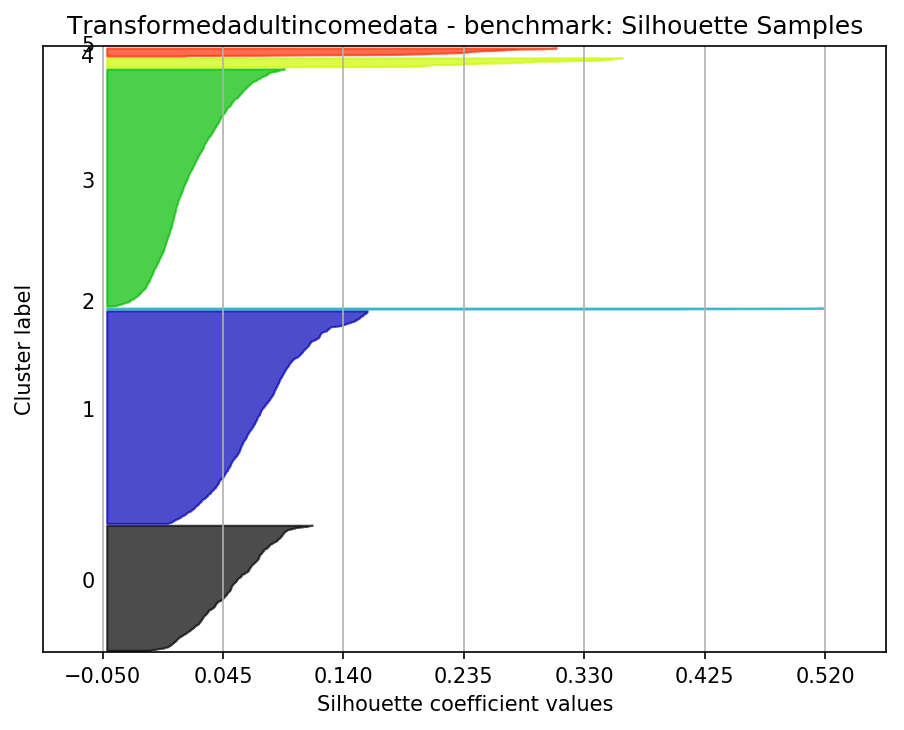 Transformedadultincomedata - benchmark: Silhouette Samples
5
4
3
2
1
0
Cluster label
−0.050 0.045 0.140 0.235 0.330 0.425 0.520
Silhouette coefficient values